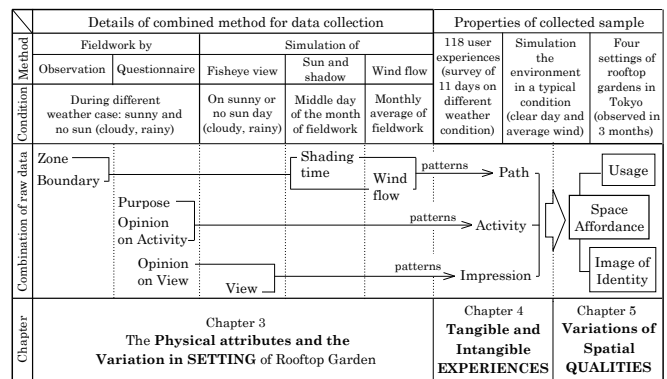 Details of combined method for data collection
Properties of collected sample
Method
Fieldwork by
Simulation of
Observation
Questionnaire
Fisheye view
Sun and
shadow
Wind flow
118 user
experiences
(survey of
11 days on
different
weather
condition)
Simulation
the
environment
in a typical
condition
(clear day and
average wind)
Four
settings of
rooftop
gardens in
Tokyo
(observed in
3 months)
Condition
During different
weather case: sunny and
no sun (cloudy, rainy)
On sunny or
no sun day
(cloudy, rainy)
Middle day
of the month
of fieldwork
Monthly
average of
fieldwork
Combination of raw data
Zone
Boundary
Shading
time
Wind
flow
patterns
Path
Purpose
Opinion
on Activity
patterns
Activity
Opinion
on View
View
patterns
Impression
Usage
Space
Affordance
Image of
Identity
Chapter
Chapter 3
The Physical attributes and the
Variation in SETTING of Rooftop Garden
Chapter 4
Tangible and
Intangible
EXPERIENCES
Chapter 5
Variations of
Spatial
QUALITIES